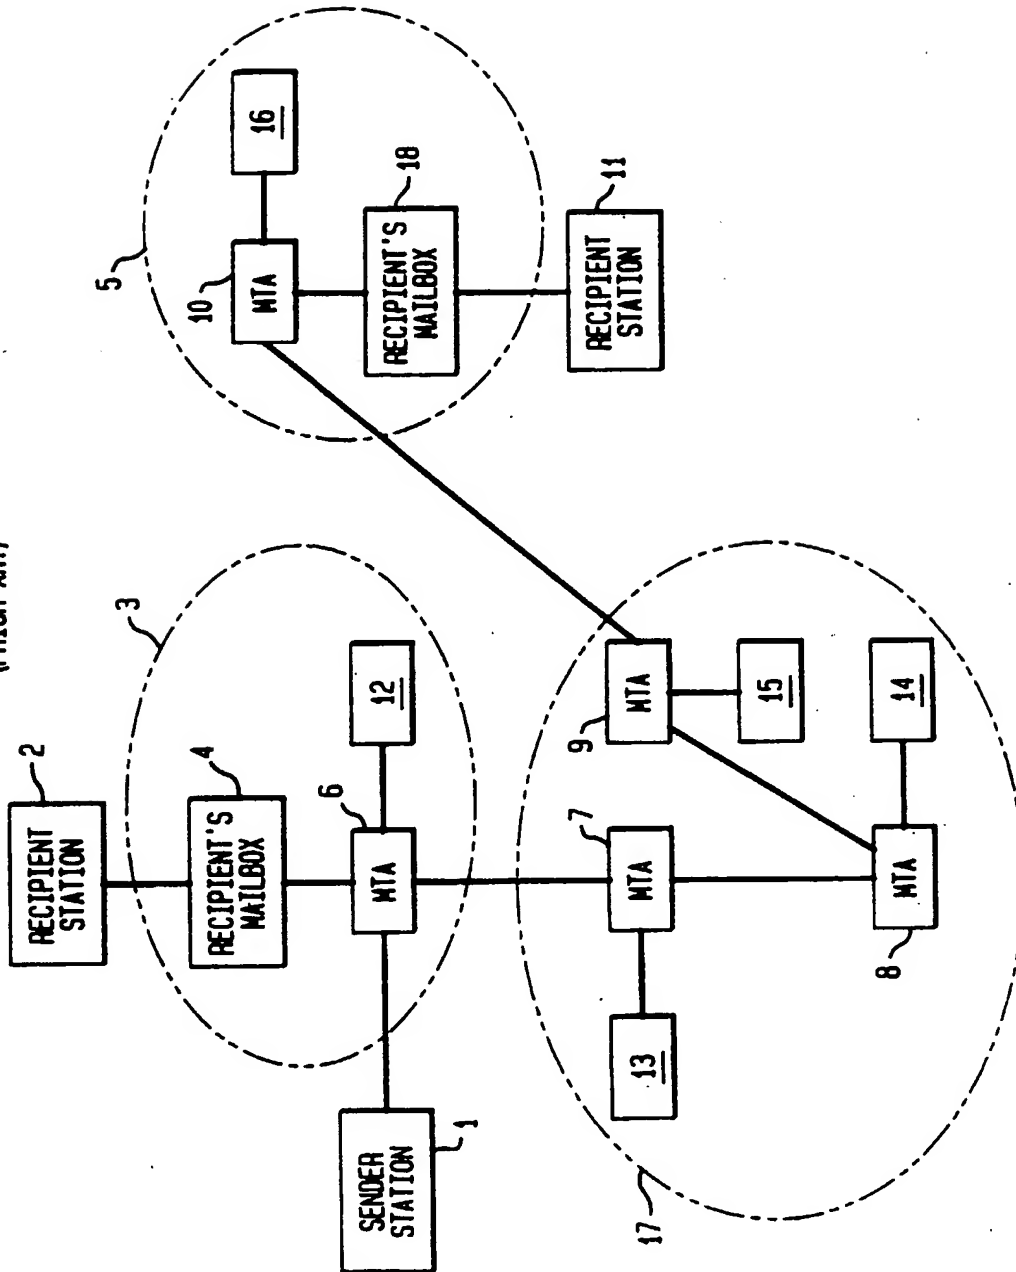 (PRIOR ART)
2
RECIPIENT
STATION
5
3
4
RECIPIENT'S
MAILBOX
10
MTA
16
18
RECIPIENT'S
MAILBOX
6
MTA
12
SENDER
STATION
1
11
RECIPIENT
STATION
9
MTA
7
MTA
13
15
17
8
MTA
14